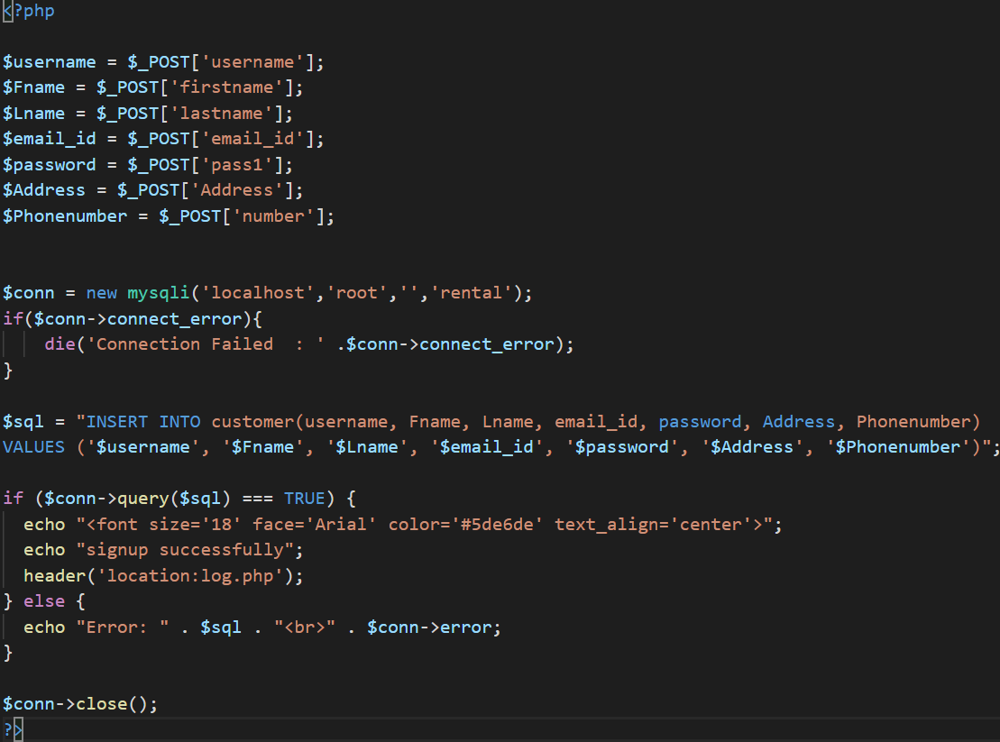 <?php
$username = $_POST['username'];
$Fname = $_POST['firstname'];
$Lname = $_POST['lastname'];
$email_id = $_POST['email_id'];
$password = $_POST['pass1'];
$Address = $_POST['Address'];
$Phonenumber = $_POST['number'];
$conn = new mysqli('localhost','root','','rental');
if($conn->connect_error){
    die('Connection Failed  : ' .$conn->connect_error);
}
$sql = "INSERT INTO customer(username, Fname, Lname, email_id, password, Address, Phonenumber)
VALUES ('$username', '$Fname', '$Lname', '$email_id', '$password', '$Address', '$Phonenumber')";
if ($conn->query($sql) === TRUE) {
  echo "<font size='18' face='Arial' color='#5de6de' text_align='center'>";
  echo "signup successfully";
  header('location:log.php');
} else {
  echo "Error: " . $sql . "<br>" . $conn->error;
}
$conn->close();
?>